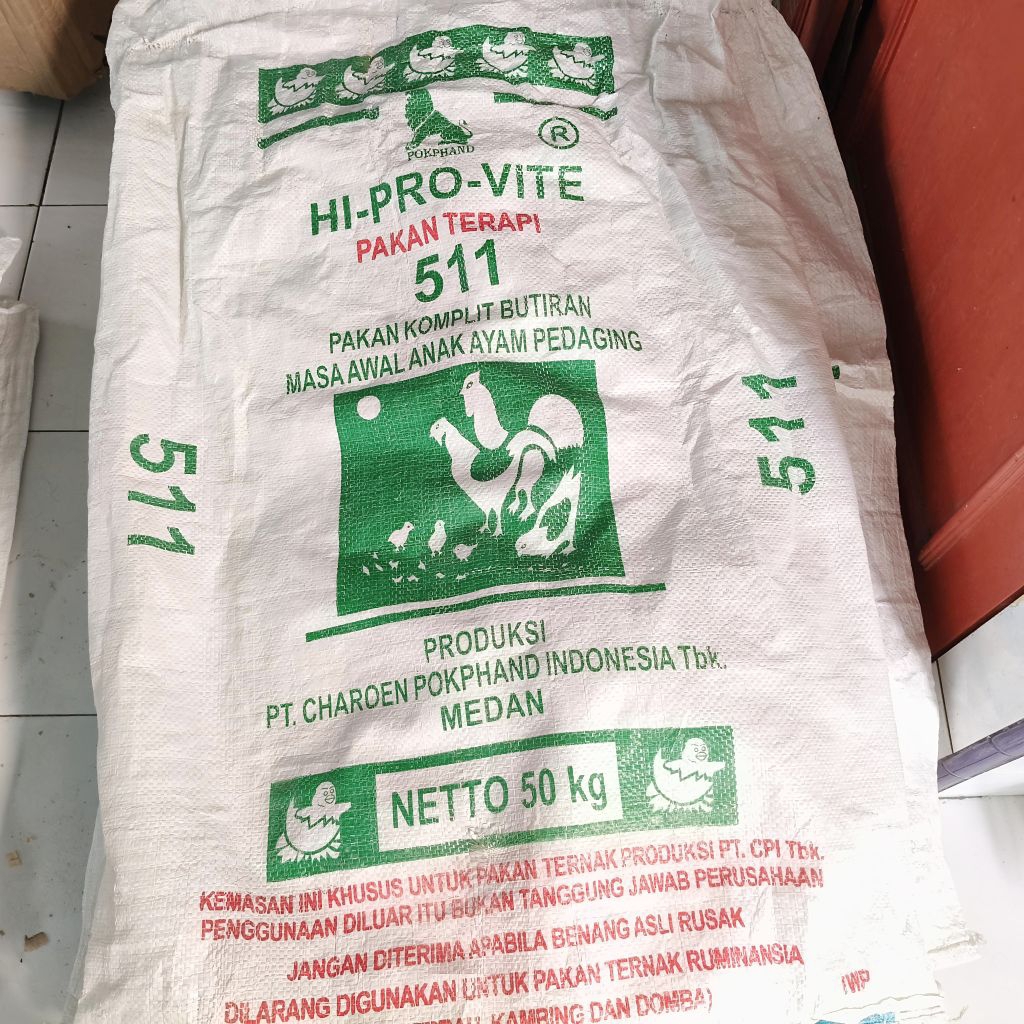 POKPHAND
®
HI-PRO-VITE
PAKAN TERAPI
511
PAKAN KOMPLIT BUTIRAN
MASA AWAL ANAK AYAM PEDAGING
511
511
PRODUKSI
PT. CHAROEN POKPHAND INDONESIA Tbk.
MEDAN
NETTO 50 kg
KEMASAN INI KHUSUS UNTUK PAKAN TERNAK PRODUKSI PT. CPI Tbk.
PENGGUNAAN DILUAR ITU BUKAN TANGGUNG JAWAB PERUSAHAAN
JANGAN DITERIMA APABILA BENANG ASLI RUSAK
DILARANG DIGUNAKAN UNTUK PAKAN TERNAK RUMINANSIA
KAMBING DAN DOMBA)
IWP